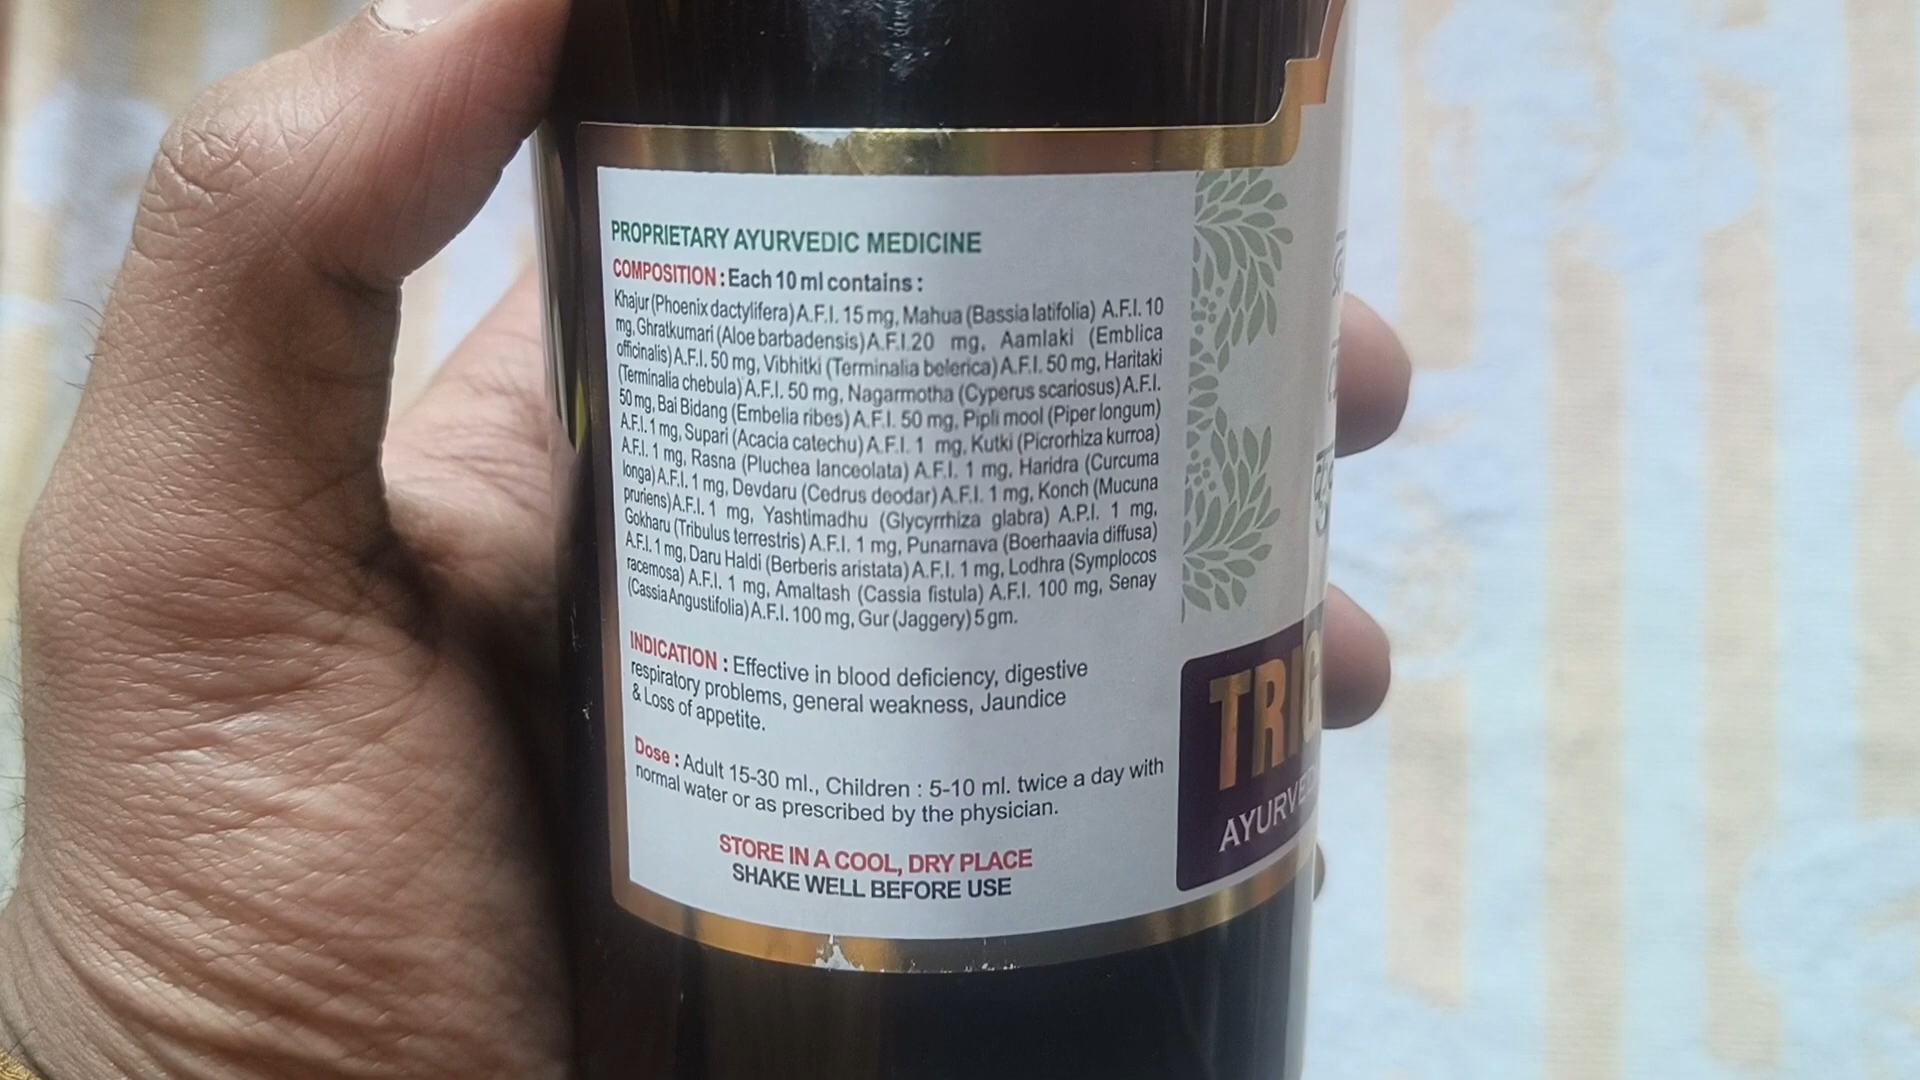 PROPRIETARY AYURVEDIC MEDICINE
COMPOSITION : Each 10 ml contains :
Khajur (Phoenix dactylifera) A.F.I. 15 mg, Mahua (Bassia latifolia) A.F.I. 10
mg, Ghratkumari (Aloe barbadensis) A.F.I.20 mg, Aamlaki (Emblica
officinalis) A.F.I. 50 mg, Vibhitki (Terminalia belerica) A.F.I. 50 mg, Haritaki
(Terminalia chebula) A.F.I. 50 mg, Nagarmotha (Cyperus scariosus) A.F.I.
50 mg, Bai Bidang (Embelia ribes) A.F.I. 50 mg, Pipli mool (Piper longum)
A.F.I. 1 mg, Supari (Acacia catechu) A.F.I. 1 mg, Kutki (Picrorhiza kurroa)
A.F.I. 1 mg, Rasna (Pluchea lanceolata) A.F.I. 1 mg, Haridra (Curcuma
longa) A.F.I. 1 mg, Devdaru (Cedrus deodar) A.F.I. 1 mg, Konch (Mucuna
pruriens) A.F.I. 1 mg, Yashtimadhu (Glycyrrhiza glabra) A.P.I. 1 mg,
Gokharu (Tribulus terrestris) A.F.I. 1 mg, Punarnava (Boerhaavia diffusa)
A.F.I. 1 mg, Daru Haldi (Berberis aristata) A.F.I. 1 mg, Lodhra (Symplocos
racemosa) A.F.I. 1 mg, Amaltash (Cassia fistula) A.F.I. 100 mg, Senay
(Cassia Angustifolia) A.F.I. 100 mg, Gur (Jaggery) 5 gm.
INDICATION : Effective in blood deficiency, digestive
respiratory problems, general weakness, Jaundice
& Loss of appetite.
Dose : Adult 15-30 ml., Children : 5-10 ml. twice a day with
normal water or as prescribed by the physician.
STORE IN A COOL, DRY PLACE
SHAKE WELL BEFORE USE
TRIG
AYURVED